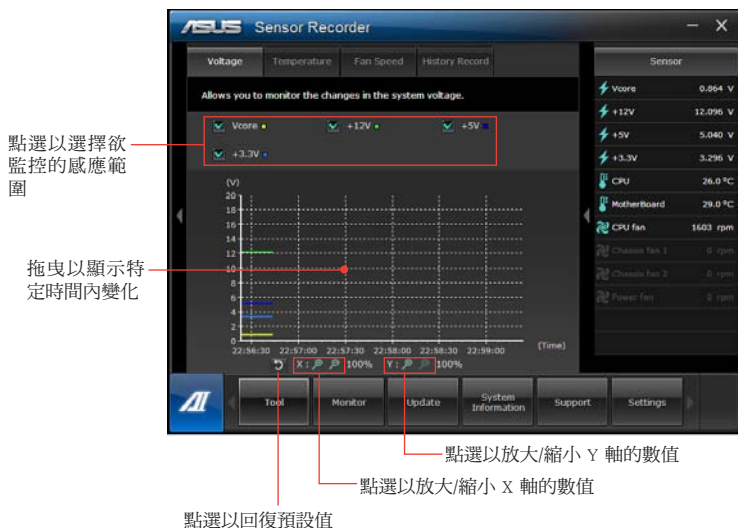 ASUS Sensor Recorder
Voltage Temperature Fan Speed History Record
Allows you to monitor the changes in the system voltage.
Vcore +12V +5V
+3.3V
(V)
20
18
16
14
12
10
8
6
4
2
0
22:56:30 22:57:00 22:57:30 22:58:00 22:58:30 22:59:00
(Time)
X : 100% Y : 100%
Sensor
Vcore 0.864 V
+12V 12.096 V
+5V 5.040 V
+3.3V 3.296 V
CPU 26.0 ºC
MotherBoard 29.0 ºC
CPU fan 1603 rpm
Chassis fan 1 0 rpm
Chassis fan 2 0 rpm
Power fan 0 rpm
AI Tool Monitor Update System Information Support Settings
點選以選擇欲
監控的感應範
圍
拖曳以顯示特
定時間內變化
點選以放大/縮小 Y 軸的數值
點選以放大/縮小 X 軸的數值
點選以回復預設值